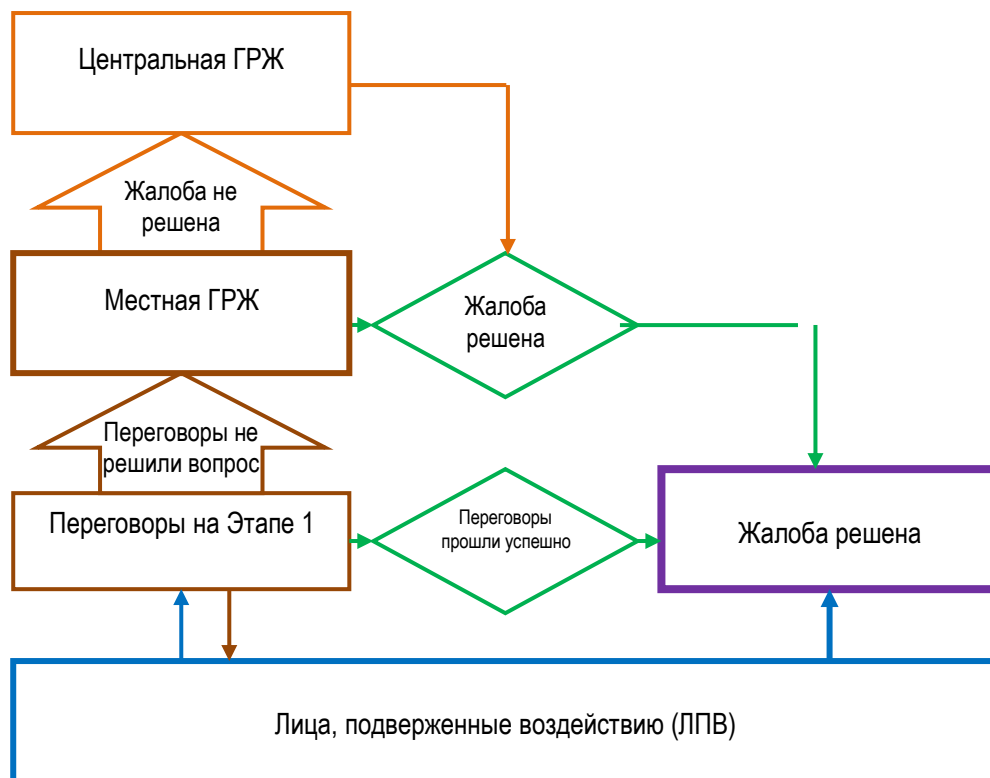 Центральная ГРЖ
Жалоба не
решена
Местная ГРЖ
Жалоба
решена
Переговоры не
решили вопрос
Переговоры на Этапе 1
Переговоры
прошли успешно
Жалоба решена
Лица, подверженные воздействию (ЛПВ)